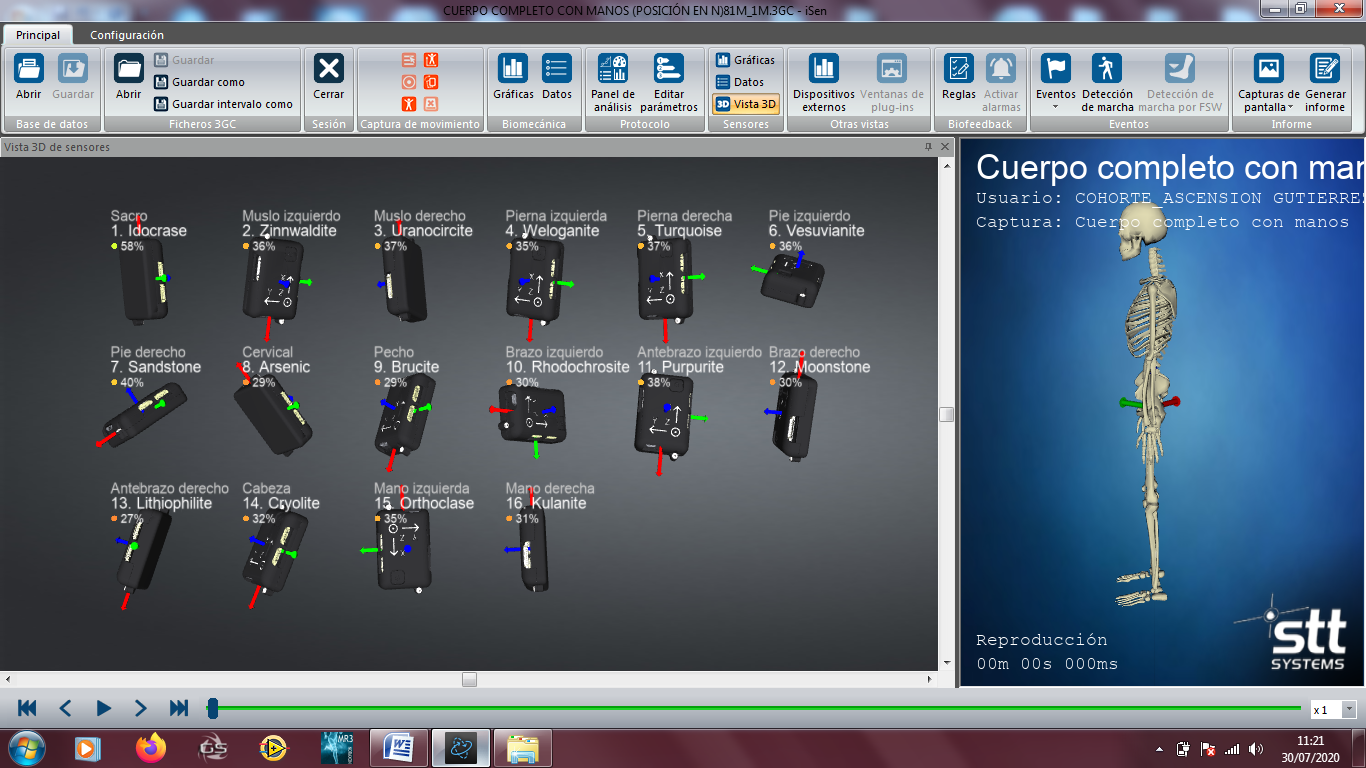 CUERPO COMPLETO CON MANOS (POSICIÓN EN N)81M_1M.3GC - iSen
Principal Configuración
Abrir Guardar
Base de datos
Abrir
Guardar
Guardar como
Guardar intervalo como
Ficheros 3GC
Cerrar
Sesión
Captura de movimiento
Gráficas Datos
Biomecánica
Panel de análisis
Editar parámetros
Protocolo
Gráficas
Datos
3D Vista 3D
Sensores
Dispositivos externos
Ventanas de plug-ins
Otras vistas
Reglas
Activar alarmas
Biofeedback
Eventos
Detección de marcha
Detección de marcha por FSW
Eventos
Capturas de pantalla
Generar informe
Informe
Vista 3D de sensores
Sacro
1. Idocrase
58%
Muslo izquierdo
2. Zinnwaldite
36%
Muslo derecho
3. Uramocircite
37%
Pierna izquierda
4. Weloganite
35%
Pierna derecha
5. Turquoise
37%
Pie izquierdo
6. Vesuvianite
36%
Pie derecho
7. Sandstone
40%
Cervical
8. Arsenic
29%
Pecho
9. Brucite
29%
Brazo izquierdo
10. Rhodochrosite
30%
Antebrazo izquierdo
11. Purpurite
38%
Brazo derecho
12. Moonstone
30%
Antebrazo derecho
13. Lithiophilite
27%
Cabeza
14. Cryolite
32%
Mano izquierda
15. Orthoclase
35%
Mano derecha
16. Kulanite
31%
Cuerpo completo con mar
Usuario: COHORTE_ASCENSION GUTIERRES
Captura: Cuerpo completo con manos
Reproducción
00m 00s 000ms
stt
SYSTEMS
x 1
GS
MR3
W
11:21
30/07/2020